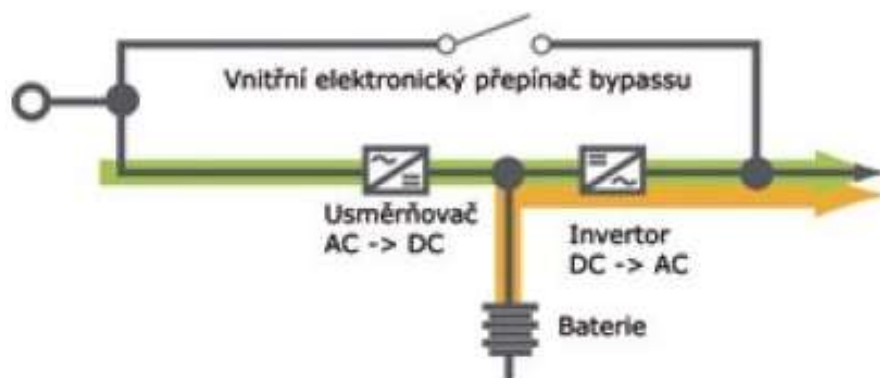 Vnitřní elektronický přepínač bypassu
Usměrňovač
AC -> DC
Invertor
DC -> AC
Baterie